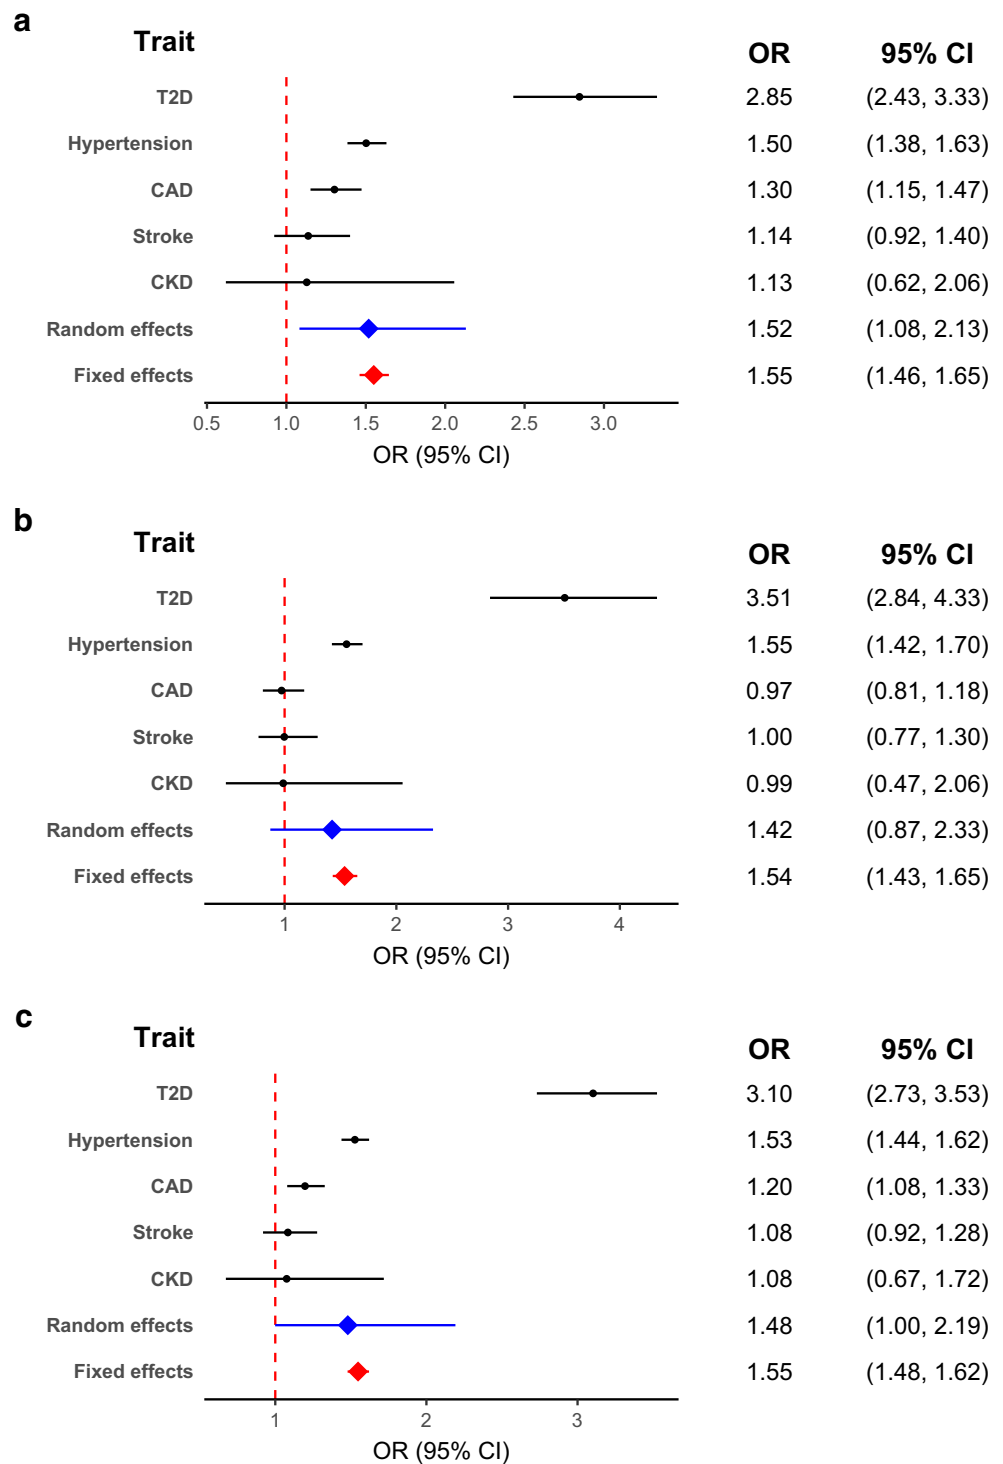 a
Trait OR 95% CI
T2D 2.85 (2.43, 3.33)
Hypertension 1.50 (1.38, 1.63)
CAD 1.30 (1.15, 1.47)
Stroke 1.14 (0.92, 1.40)
CKD 1.13 (0.62, 2.06)
Random effects 1.52 (1.08, 2.13)
Fixed effects 1.55 (1.46, 1.65)
0.5 1.0 1.5 2.0 2.5 3.0
OR (95% CI)
b
Trait OR 95% CI
T2D 3.51 (2.84, 4.33)
Hypertension 1.55 (1.42, 1.70)
CAD 0.97 (0.81, 1.18)
Stroke 1.00 (0.77, 1.30)
CKD 0.99 (0.47, 2.06)
Random effects 1.42 (0.87, 2.33)
Fixed effects 1.54 (1.43, 1.65)
1 2 3 4
OR (95% CI)
c
Trait OR 95% CI
T2D 3.10 (2.73, 3.53)
Hypertension 1.53 (1.44, 1.62)
CAD 1.20 (1.08, 1.33)
Stroke 1.08 (0.92, 1.28)
CKD 1.08 (0.67, 1.72)
Random effects 1.48 (1.00, 2.19)
Fixed effects 1.55 (1.48, 1.62)
1 2 3
OR (95% CI)